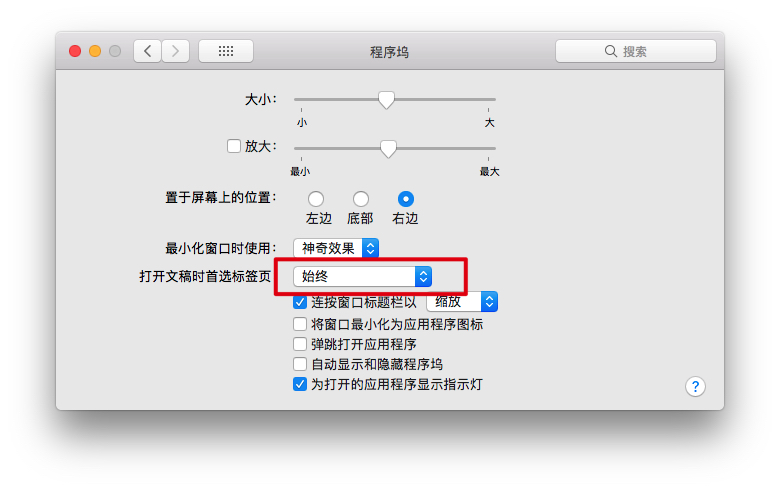 程序坞
搜索
大小：
小 大
放大：
最小 最大
置于屏幕上的位置：
左边 底部 右边
最小化窗口时使用： 神奇效果
打开文稿时首选标签页 始终
连按窗口标题栏以 缩放
将窗口最小化为应用程序图标
弹跳打开应用程序
自动显示和隐藏程序坞
为打开的应用程序显示指示灯
?